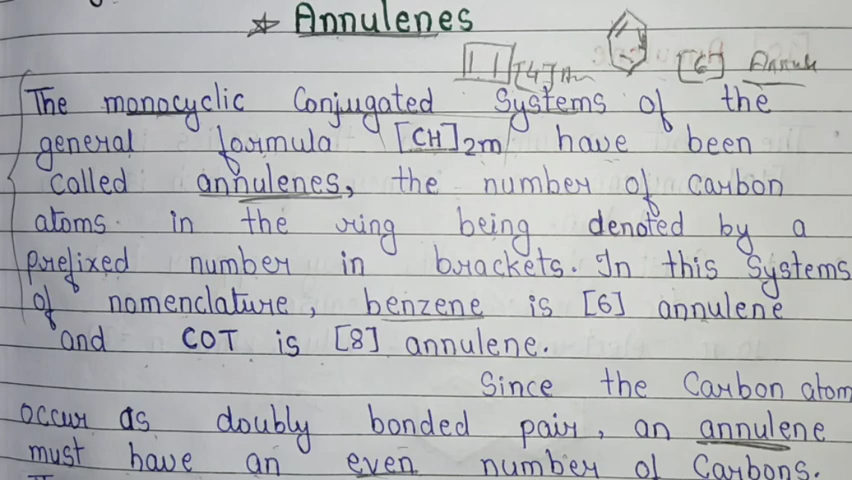 ★ Annulenes
[4] An
[6] Annule
The monocyclic Conjugated Systems of the
general formula [CH]2m have been
called annulenes, the number of carbon
atoms in the ring being denoted by a
prefixed number in brackets. In this Systems
of nomenclature, benzene is [6] annulene
and COT is [8] annulene.
Since the Carbon atom
occur as doubly bonded pair, an annulene
must have an even number of Carbons.